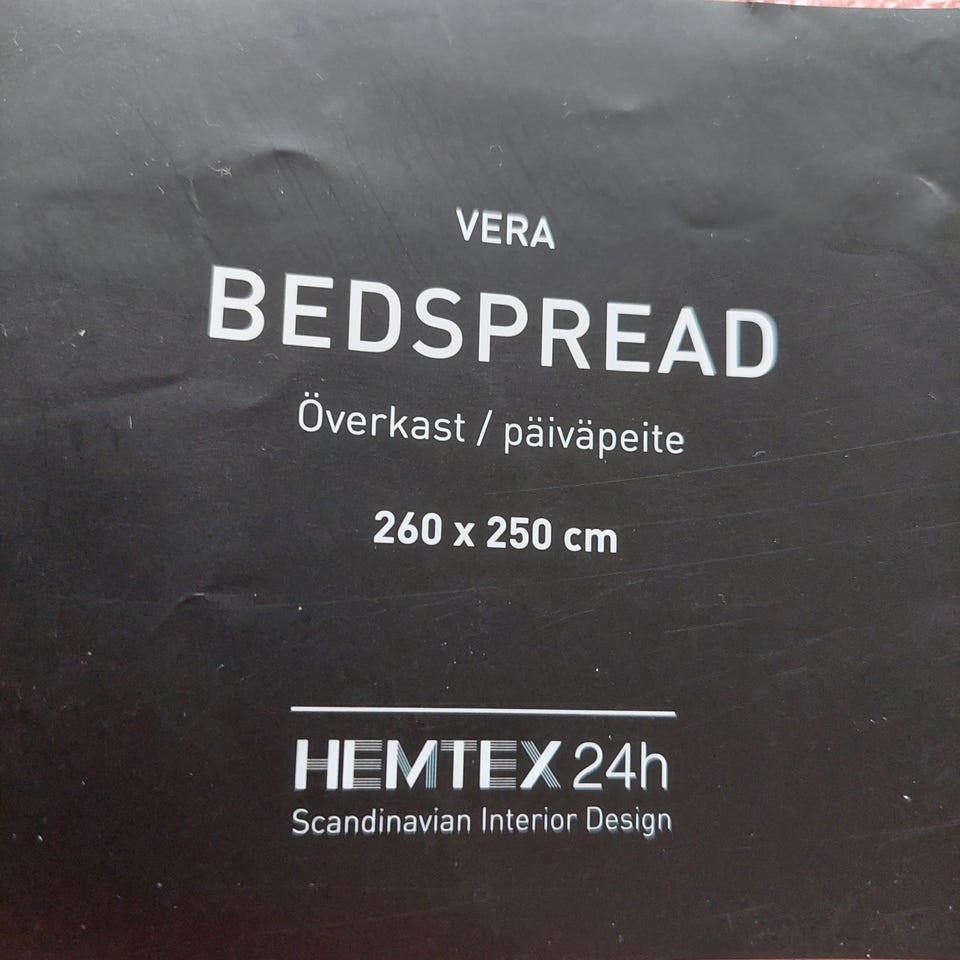 VERA
BEDSPREAD
Överkast / päiväpeite
260 x 250 cm
HEMTEX 24h
Scandinavian Interior Design